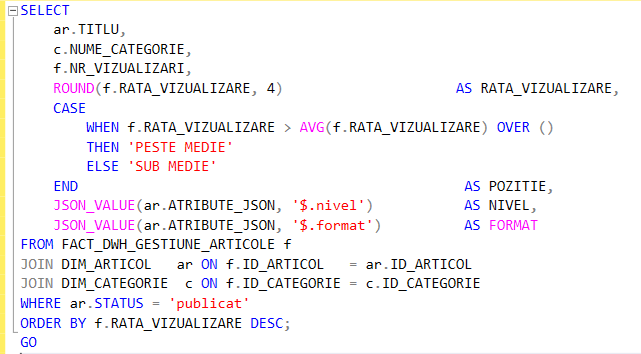 SELECT
    ar.TITLU,
    c.NUME_CATEGORIE,
    f.NR_VIZUALIZARI,
    ROUND(f.RATA_VIZUALIZARE, 4)                     AS RATA_VIZUALIZARE,
    CASE
        WHEN f.RATA_VIZUALIZARE > AVG(f.RATA_VIZUALIZARE) OVER ()
        THEN 'PESTE MEDIE'
        ELSE 'SUB MEDIE'
    END                                               AS POZITIE,
    JSON_VALUE(ar.ATRIBUTE_JSON, '$.nivel')           AS NIVEL,
    JSON_VALUE(ar.ATRIBUTE_JSON, '$.format')          AS FORMAT
FROM FACT_DWH_GESTIUNE_ARTICOLE f
JOIN DIM_ARTICOL   ar ON f.ID_ARTICOL   = ar.ID_ARTICOL
JOIN DIM_CATEGORIE  c ON f.ID_CATEGORIE = c.ID_CATEGORIE
WHERE ar.STATUS = 'publicat'
ORDER BY f.RATA_VIZUALIZARE DESC;
GO